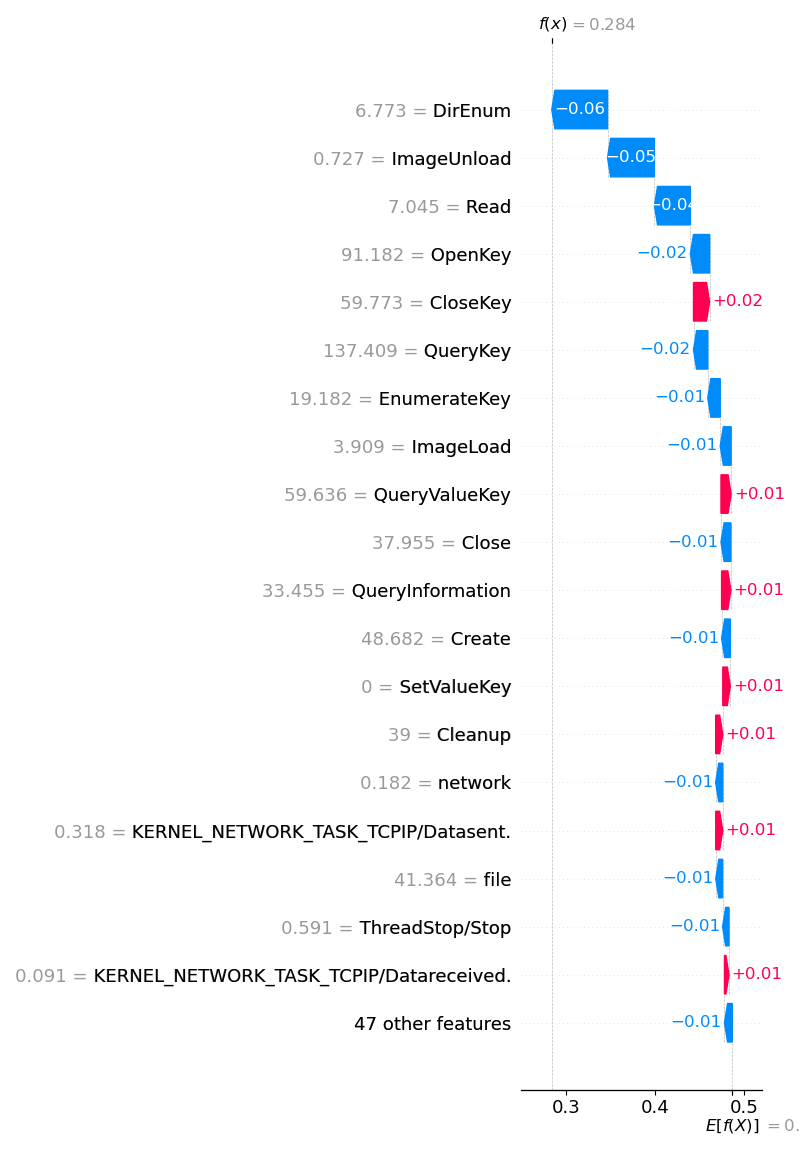 f(x) = 0.284
6.773 = DirEnum −0.06
0.727 = ImageUnload −0.05
7.045 = Read −0.04
91.182 = OpenKey −0.02
59.773 = CloseKey +0.02
137.409 = QueryKey −0.02
19.182 = EnumerateKey −0.01
3.909 = ImageLoad −0.01
59.636 = QueryValueKey +0.01
37.955 = Close −0.01
33.455 = QueryInformation +0.01
48.682 = Create −0.01
0 = SetValueKey +0.01
39 = Cleanup +0.01
0.182 = network −0.01
0.318 = KERNEL_NETWORK_TASK_TCPIP/Datasent. +0.01
41.364 = file −0.01
0.591 = ThreadStop/Stop −0.01
0.091 = KERNEL_NETWORK_TASK_TCPIP/Datareceived. +0.01
47 other features −0.01
0.3 0.4 0.5
E[f(X)] = 0.